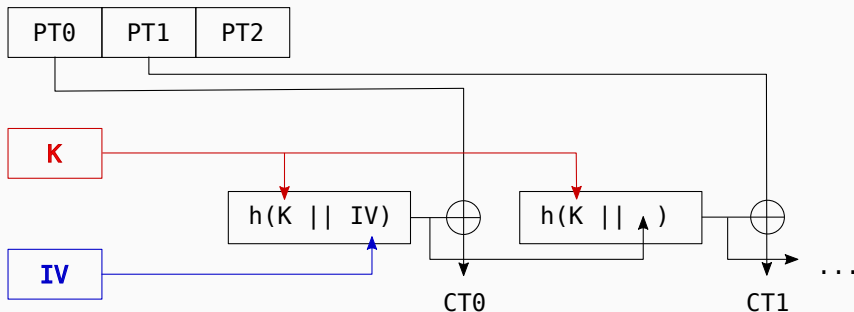 PT0 PT1 PT2
K
h(K || IV) h(K || )
IV
...
CT0 CT1